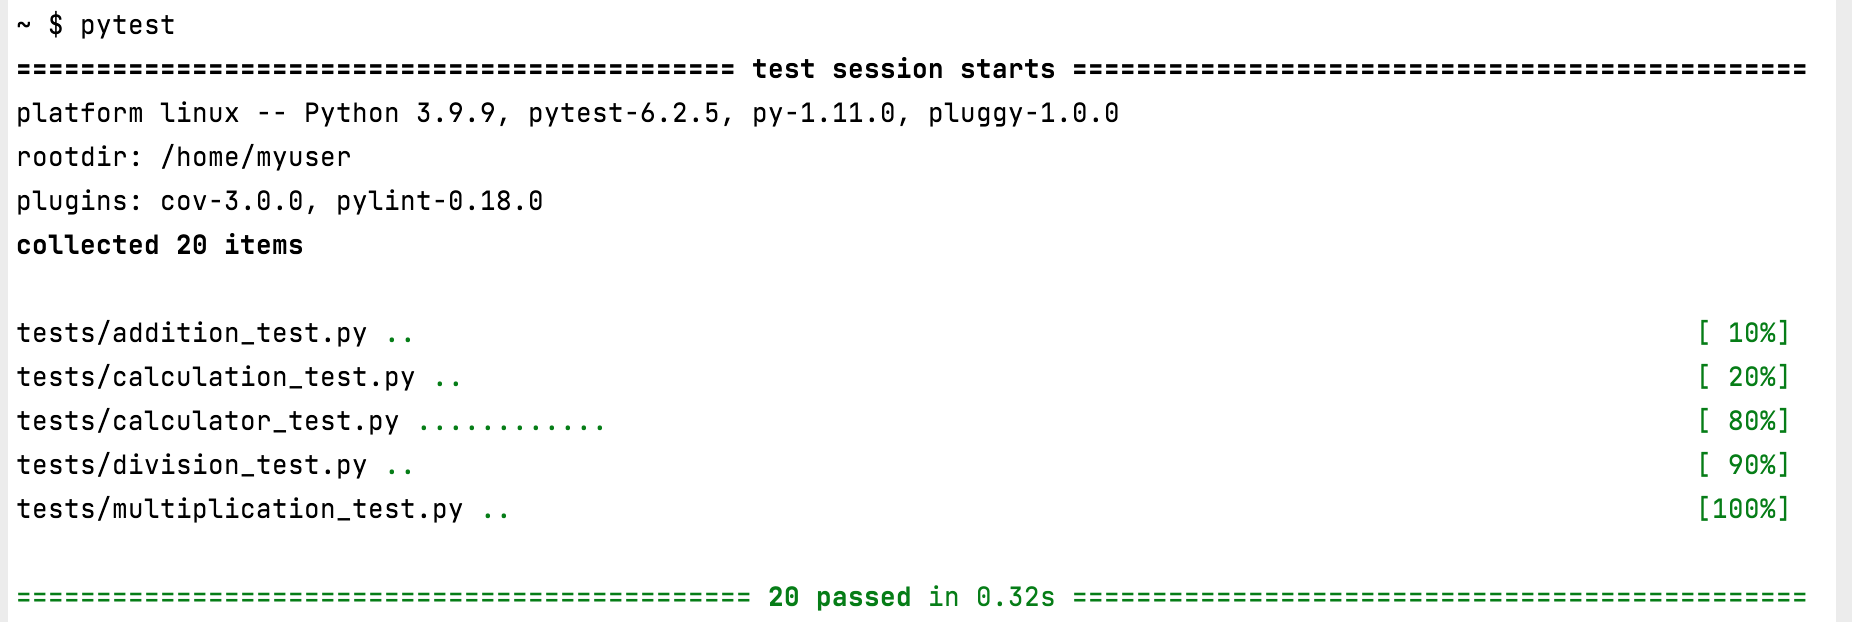 ~ $ pytest
============================================= test session starts ==============================================
platform linux -- Python 3.9.9, pytest-6.2.5, py-1.11.0, pluggy-1.0.0
rootdir: /home/myuser
plugins: cov-3.0.0, pylint-0.18.0
collected 20 items
tests/addition_test.py .. [ 10%]
tests/calculation_test.py .. [ 20%]
tests/calculator_test.py ............ [ 80%]
tests/division_test.py .. [ 90%]
tests/multiplication_test.py .. [100%]
============================================== 20 passed in 0.32s ==============================================